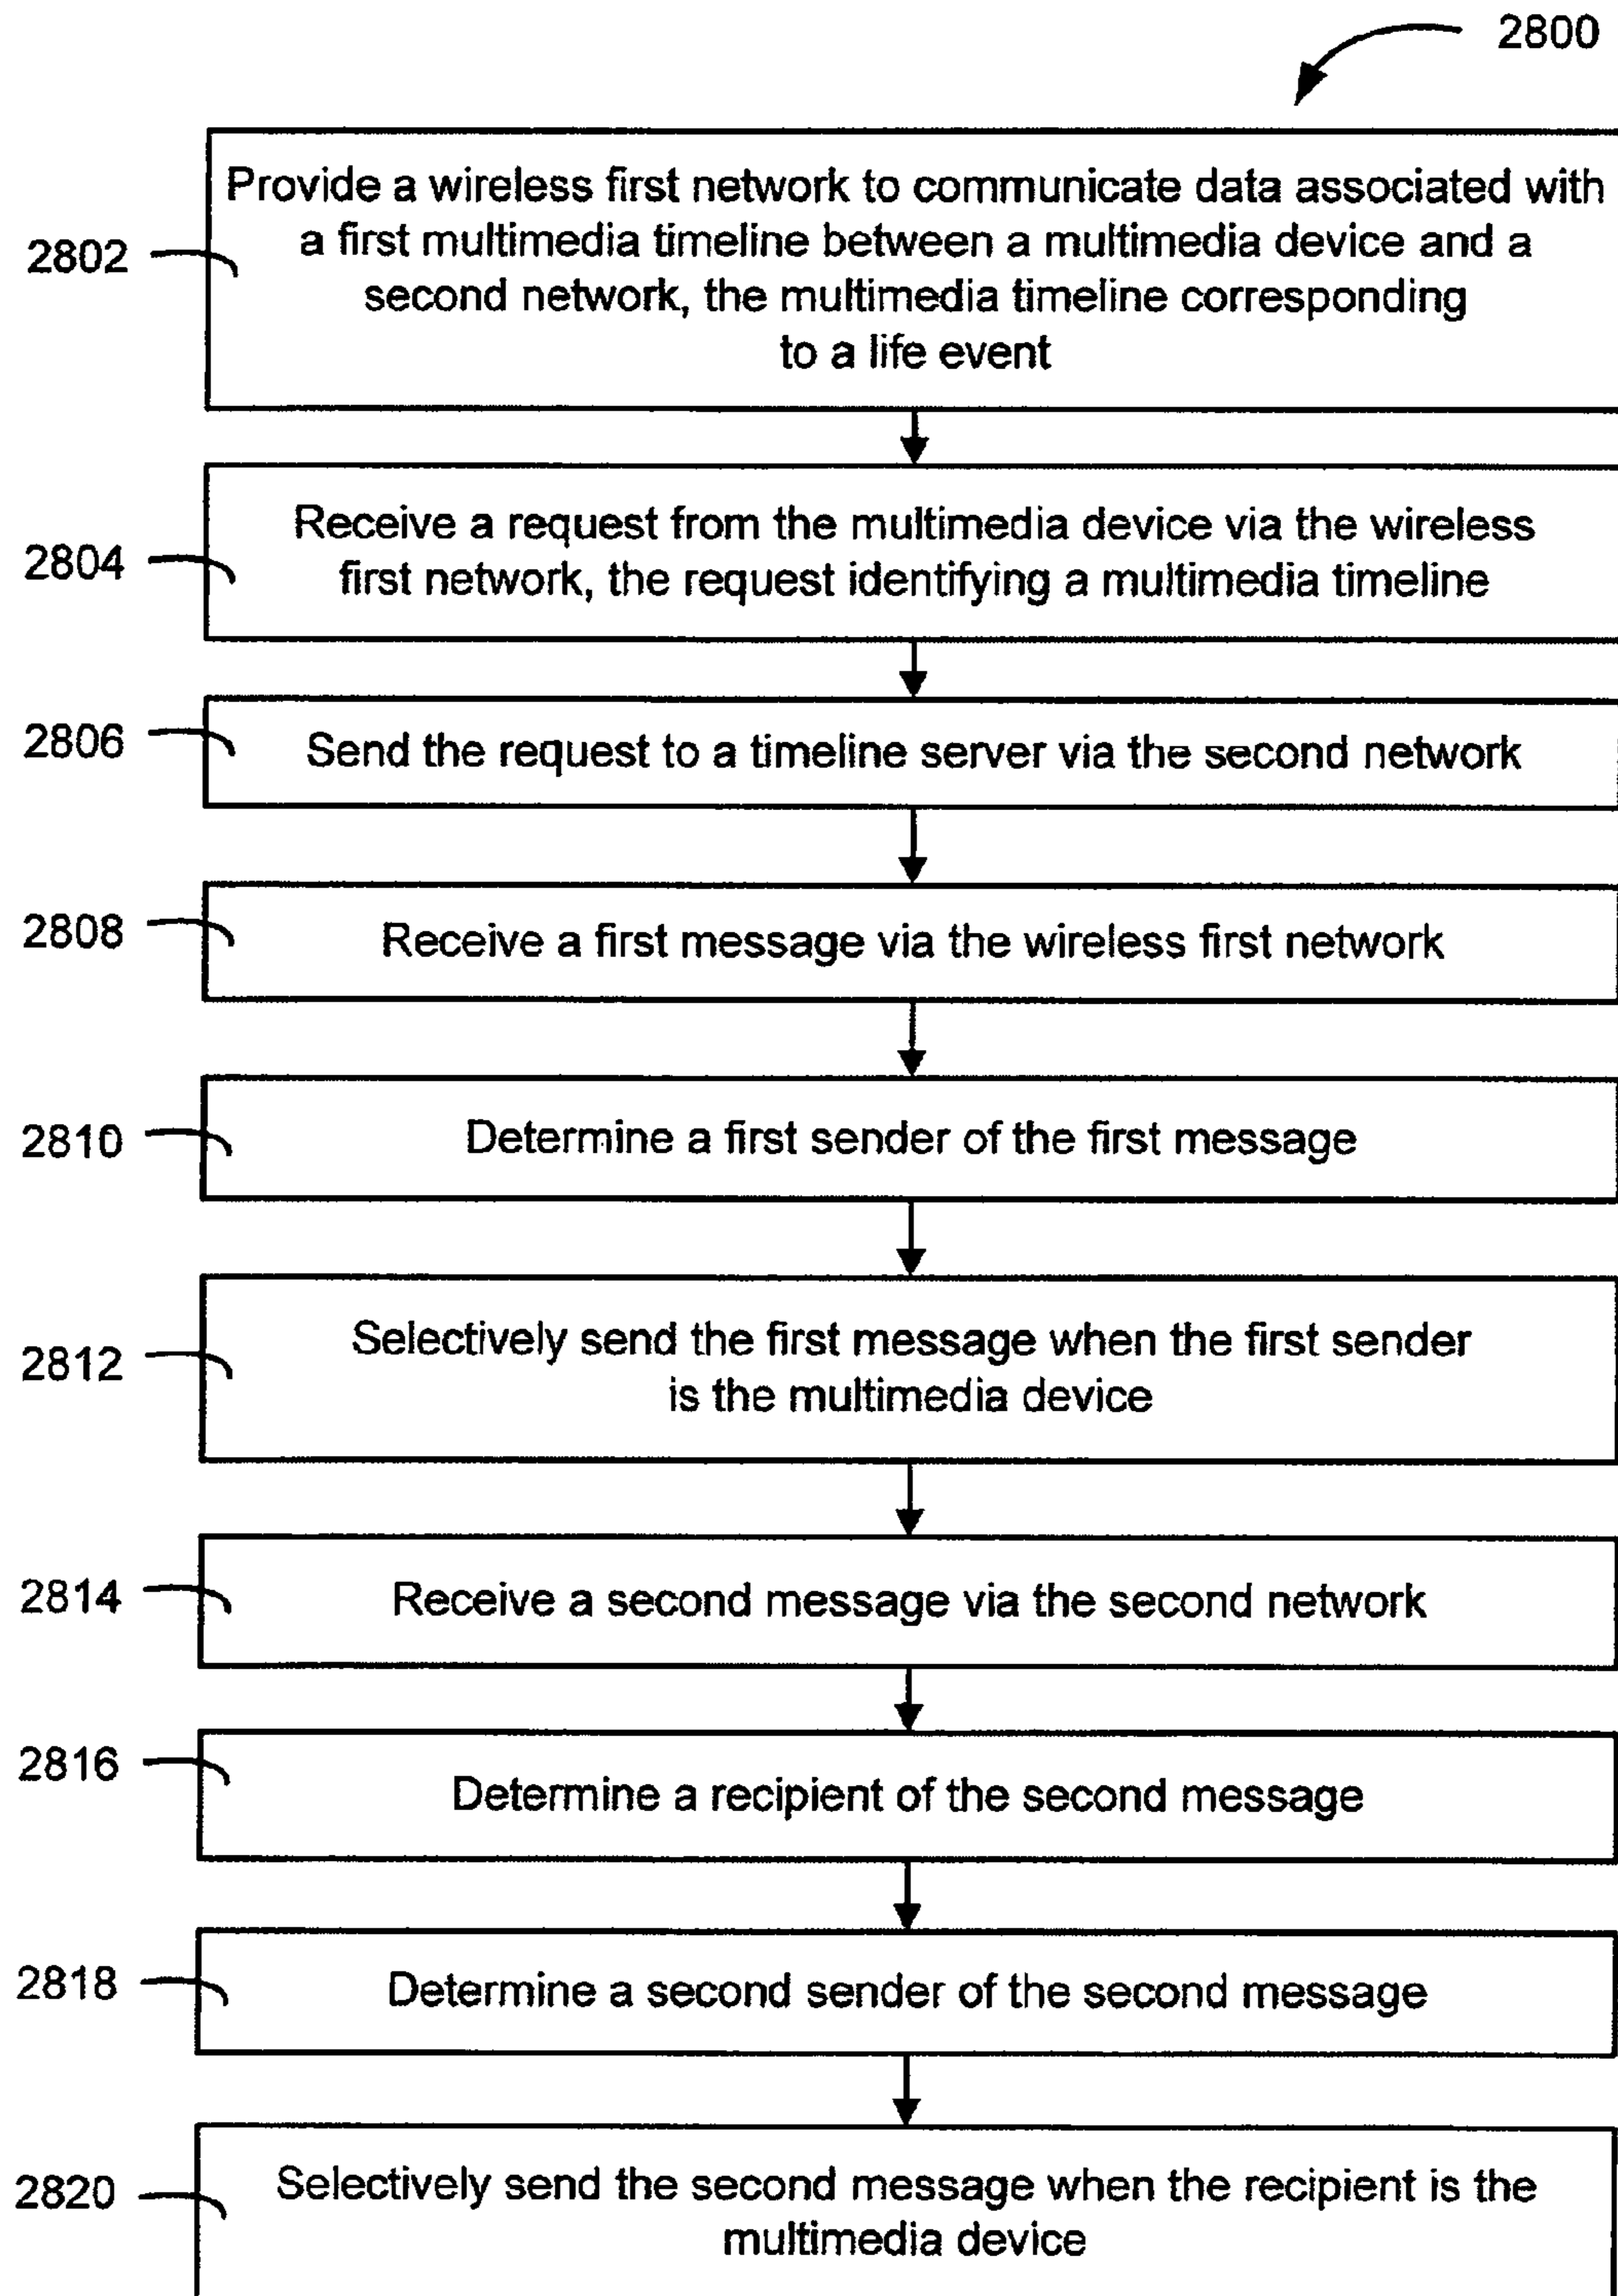 2800
Provide a wireless first network to communicate data associated with
a first multimedia timeline between a multimedia device and a
second network, the multimedia timeline corresponding
to a life event
2802
Receive a request from the multimedia device via the wireless
first network, the request identifying a multimedia timeline
2804
Send the request to a timeline server via the second network
2806
Receive a first message via the wireless first network
2808
Determine a first sender of the first message
2810
Selectively send the first message when the first sender
is the multimedia device
2812
Receive a second message via the second network
2814
Determine a recipient of the second message
2816
Determine a second sender of the second message
2818
Selectively send the second message when the recipient is the
multimedia device
2820